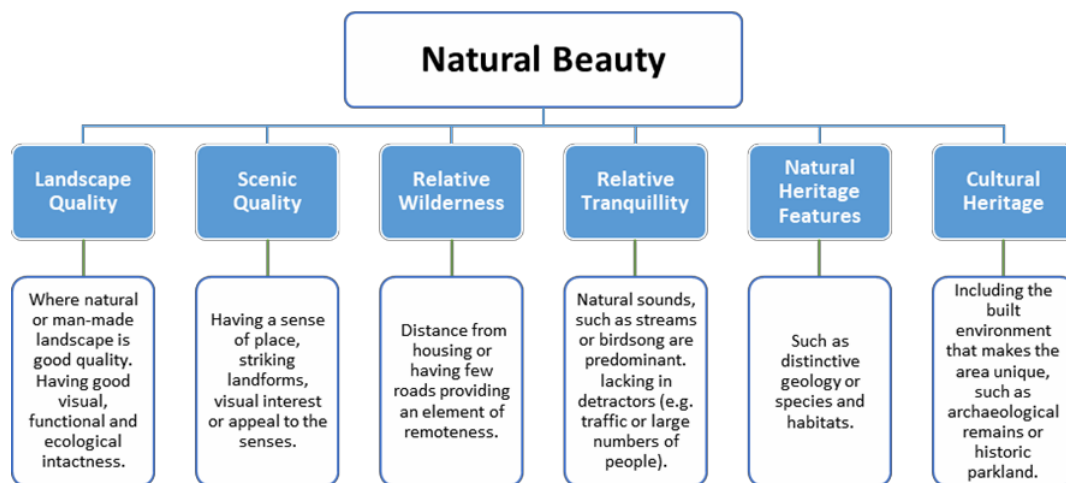 Natural Beauty
Landscape
Quality
Scenic
Quality
Relative
Wilderness
Relative
Tranquillity
Natural
Heritage
Features
Cultural
Heritage
Where natural
or man-made
landscape is
good quality.
Having good
visual,
functional and
ecological
intactness.
Having a sense
of place,
striking
landforms,
visual interest
or appeal to the
senses.
Distance from
housing or
having few
roads providing
an element of
remoteness.
Natural sounds,
such as streams
or birdsong are
predominant.
lacking in
detractors (e.g.
traffic or large
numbers of
people).
Such as
distinctive
geology or
species and
habitats.
Including the
built
environment
that makes the
area unique,
such as
archaeological
remains or
historic
parkland.